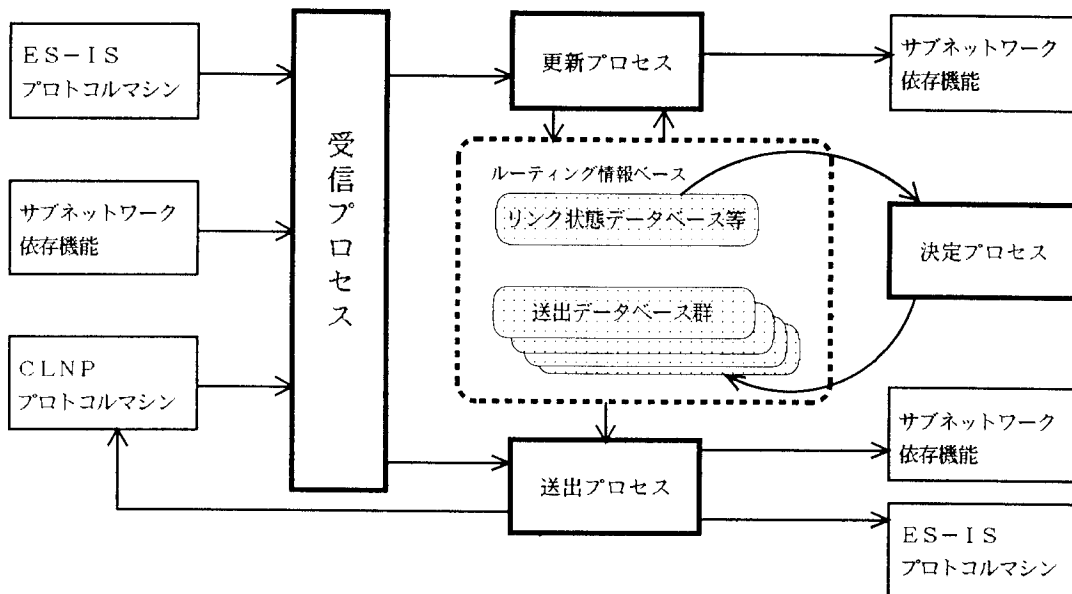 ES-IS
プロトコルマシン
サブネットワーク
依存機能
CLNP
プロトコルマシン
受信プロセス
更新プロセス
サブネットワーク
依存機能
ルーティング情報ベース
リンク状態データベース等
送出データベース群
決定プロセス
送出プロセス
サブネットワーク
依存機能
ES-IS
プロトコルマシン